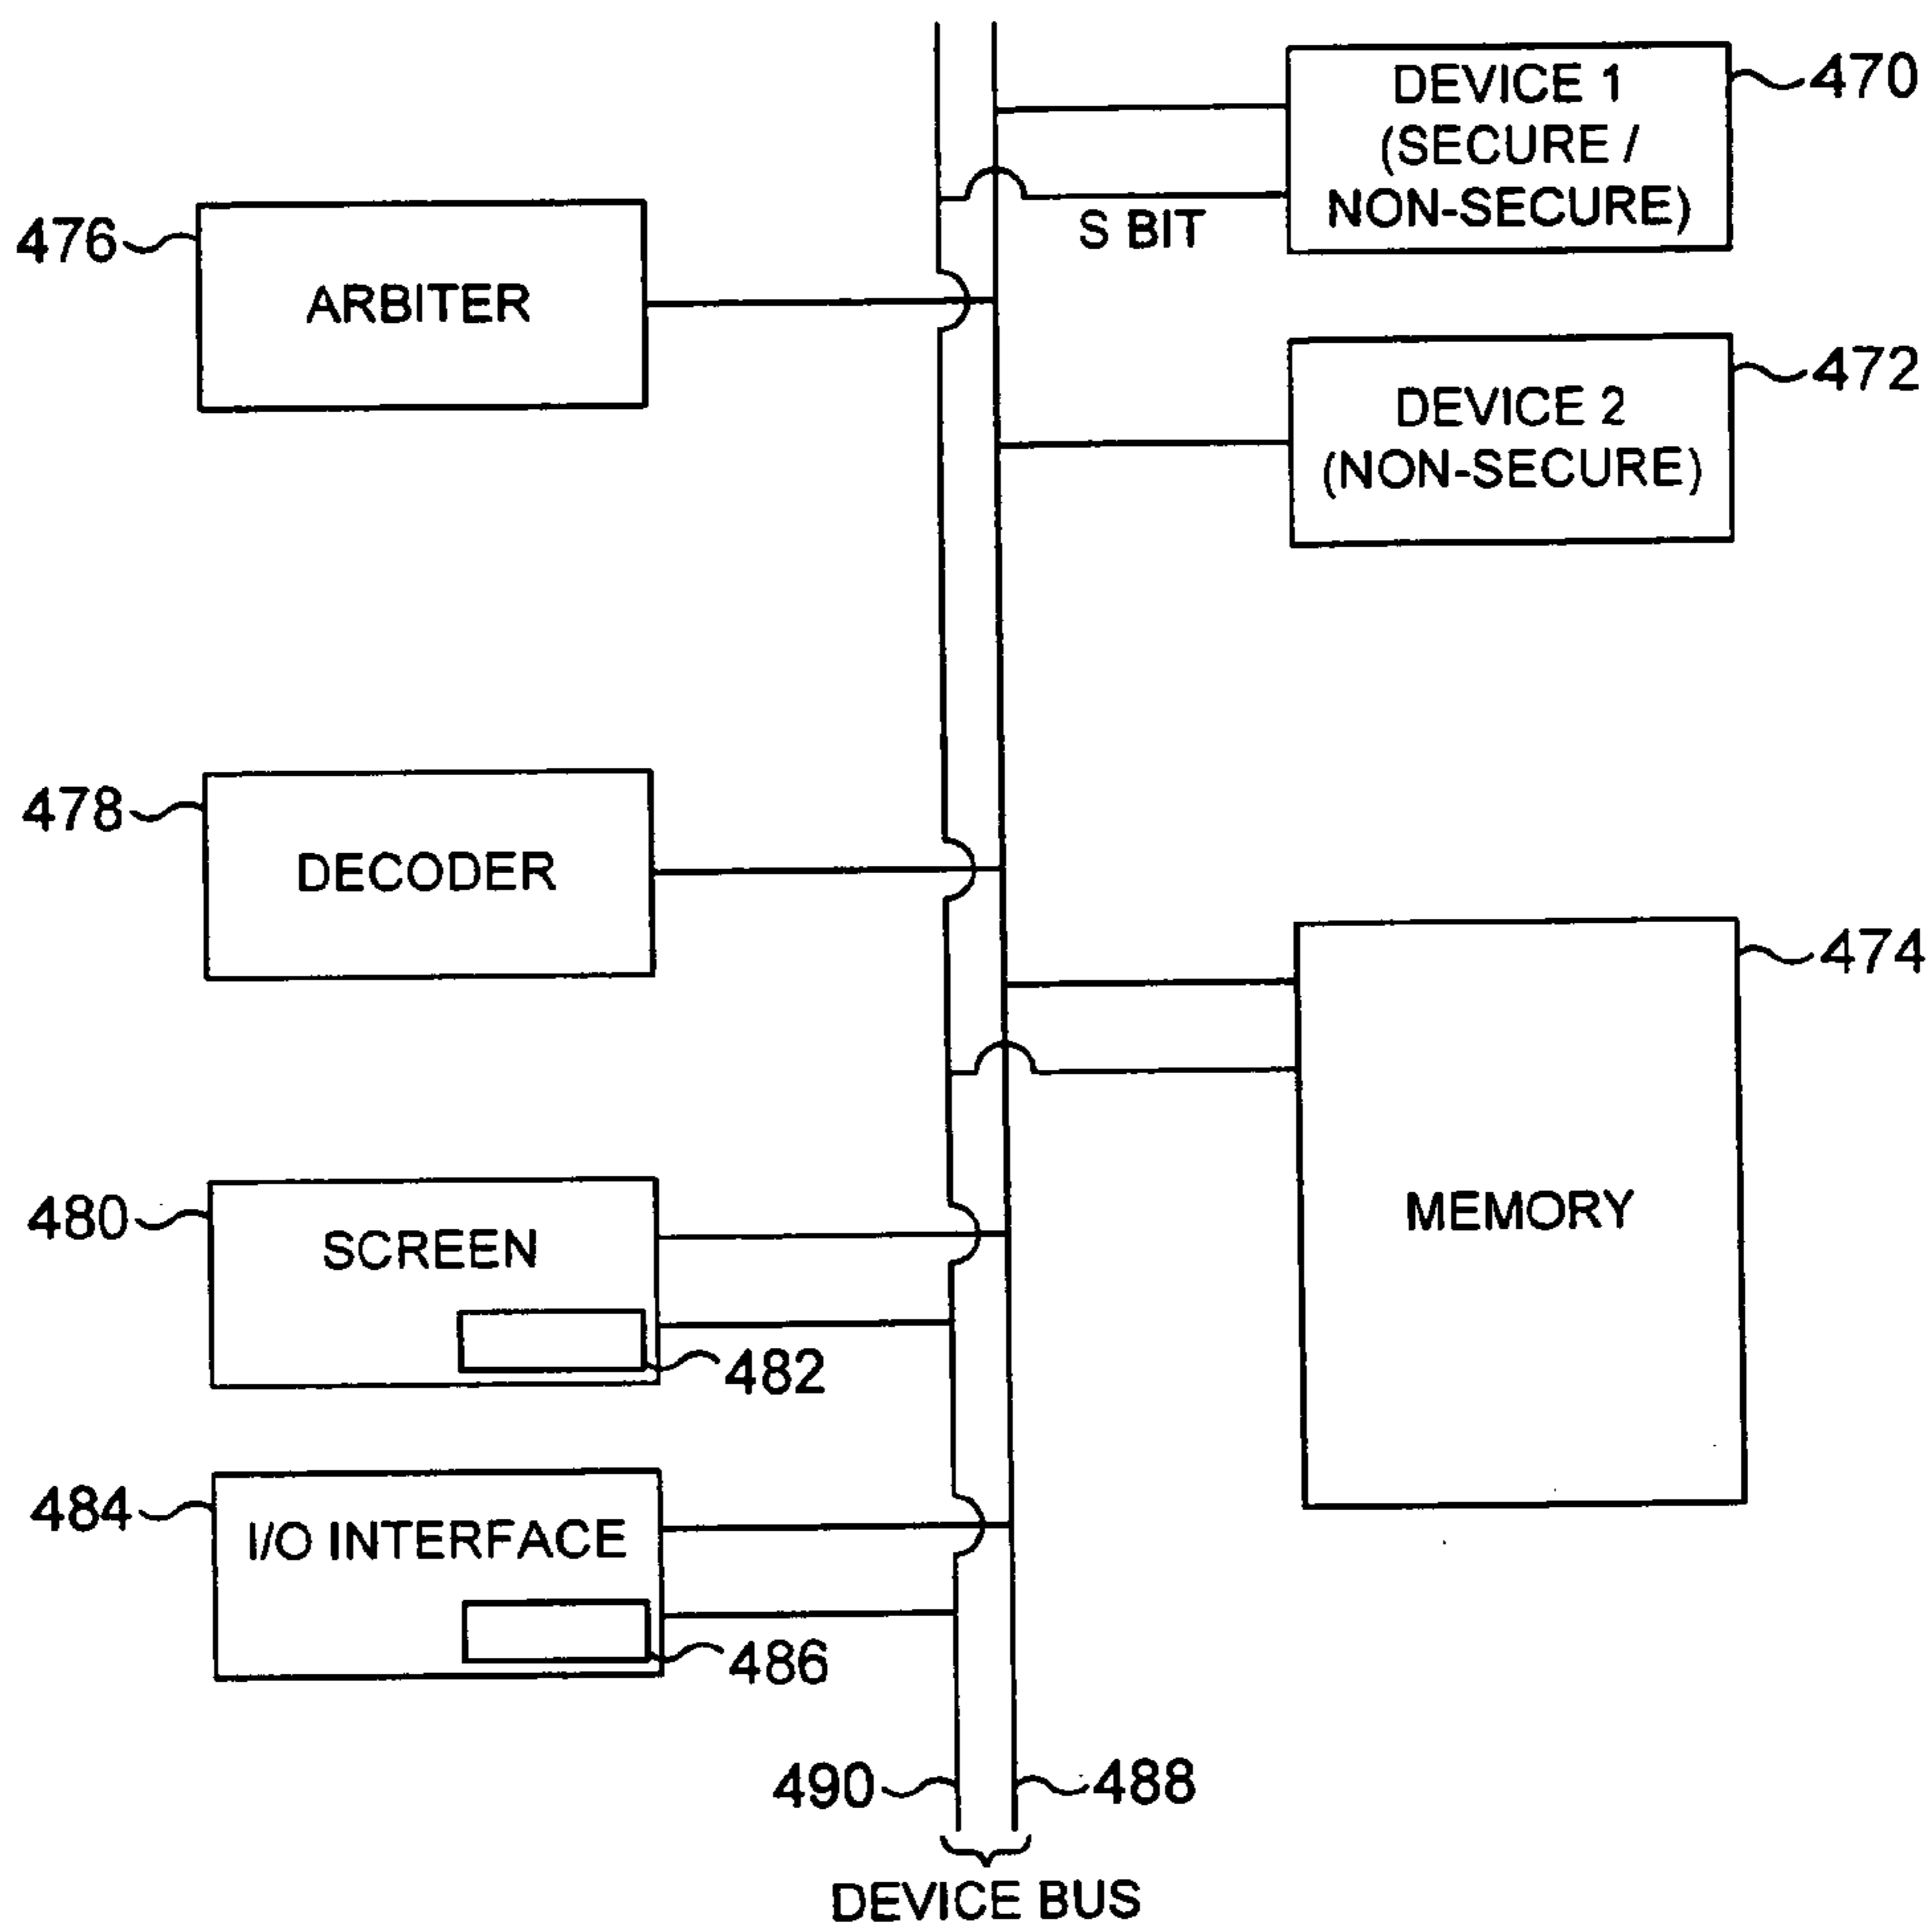 DEVICE 1
(SECURE /
NON-SECURE)
470
S BIT
476
ARBITER
DEVICE 2
(NON-SECURE)
472
478
DECODER
474
MEMORY
480
SCREEN
482
484
I/O INTERFACE
486
490
488
DEVICE BUS